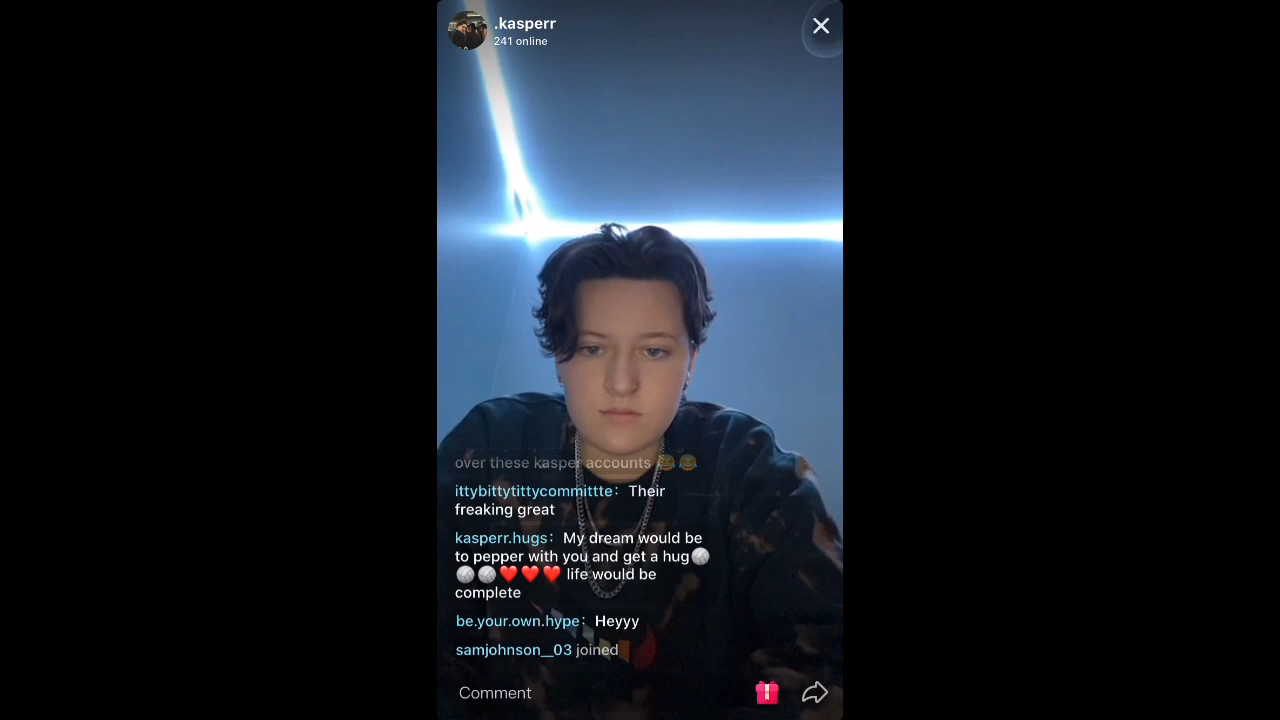 .kasperr
241 online
over these kasper accounts 😂😂
ittybittytittycommittte: Their
freaking great
kasperr.hugs: My dream would be
to pepper with you and get a hug🏐
🏐🏐❤️❤️❤️ life would be
complete
be.your.own.hype: Heyyy
samjohnson__03 joined
Comment